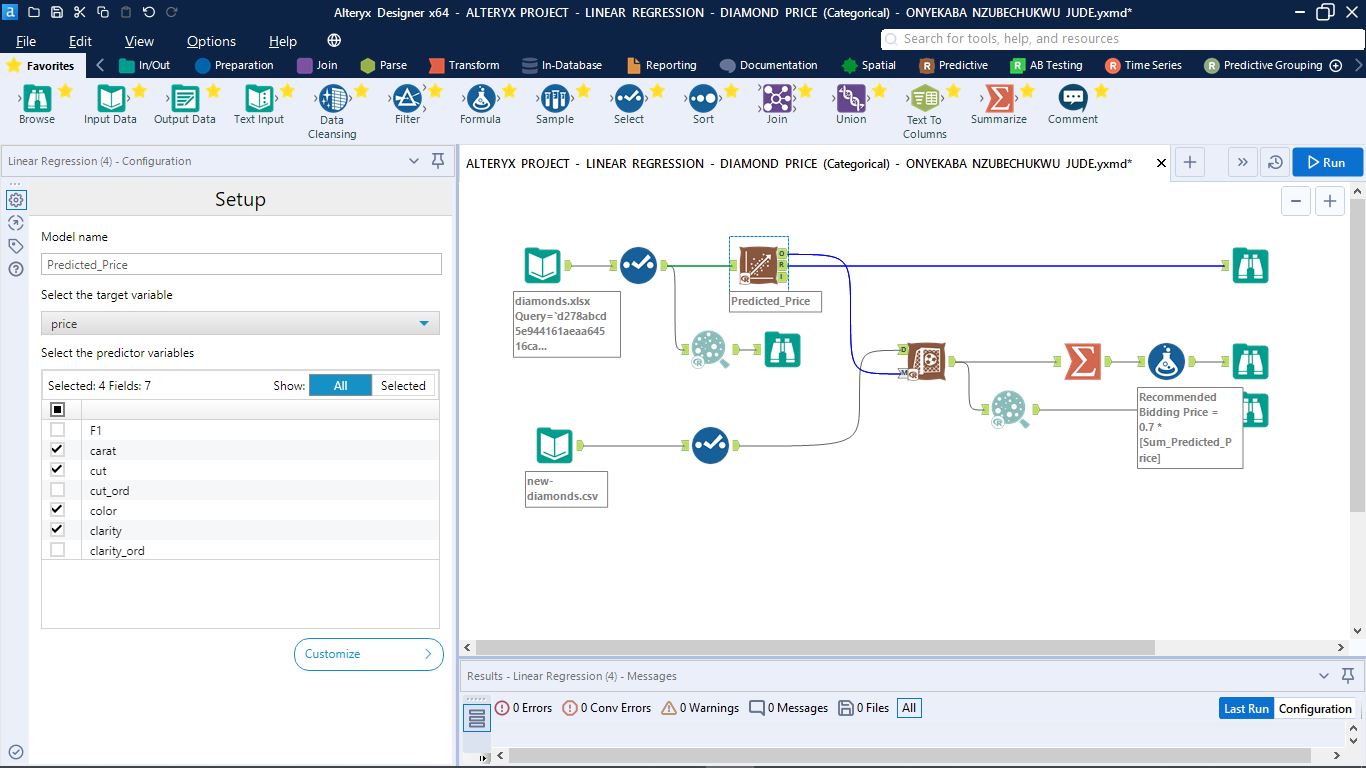 Alteryx Designer x64 - ALTERYX PROJECT - LINEAR REGRESSION - DIAMOND PRICE (Categorical) - ONYEKABA NZUBECHUKWU JUDE.yxmd*
File Edit View Options Help
Search for tools, help, and resources
Favorites In/Out Preparation Join Parse Transform In-Database Reporting Documentation Spatial Predictive AB Testing Time Series Predictive Grouping
Browse Input Data Output Data Text Input Data Cleansing Filter Formula Sample Select Sort Join Union Text To Columns Summarize Comment
Linear Regression (4) - Configuration
Setup
Model name
Predicted_Price
Select the target variable
price
Select the predictor variables
Selected: 4 Fields: 7 Show: All Selected
F1
carat
cut
cut_ord
color
clarity
clarity_ord
Customize
ALTERYX PROJECT - LINEAR REGRESSION - DIAMOND PRICE (Categorical) - ONYEKABA NZUBECHUKWU JUDE.yxmd*
Run
O
R
I
diamonds.xlsx
Query=`d278abcd
5e944161aeaa645
16ca...
Predicted_Price
D
M
Recommended
Bidding Price =
0.7 *
[Sum_Predicted_P
rice]
new-
diamonds.csv
Results - Linear Regression (4) - Messages
0 Errors 0 Conv Errors 0 Warnings 0 Messages 0 Files All
Last Run Configuration